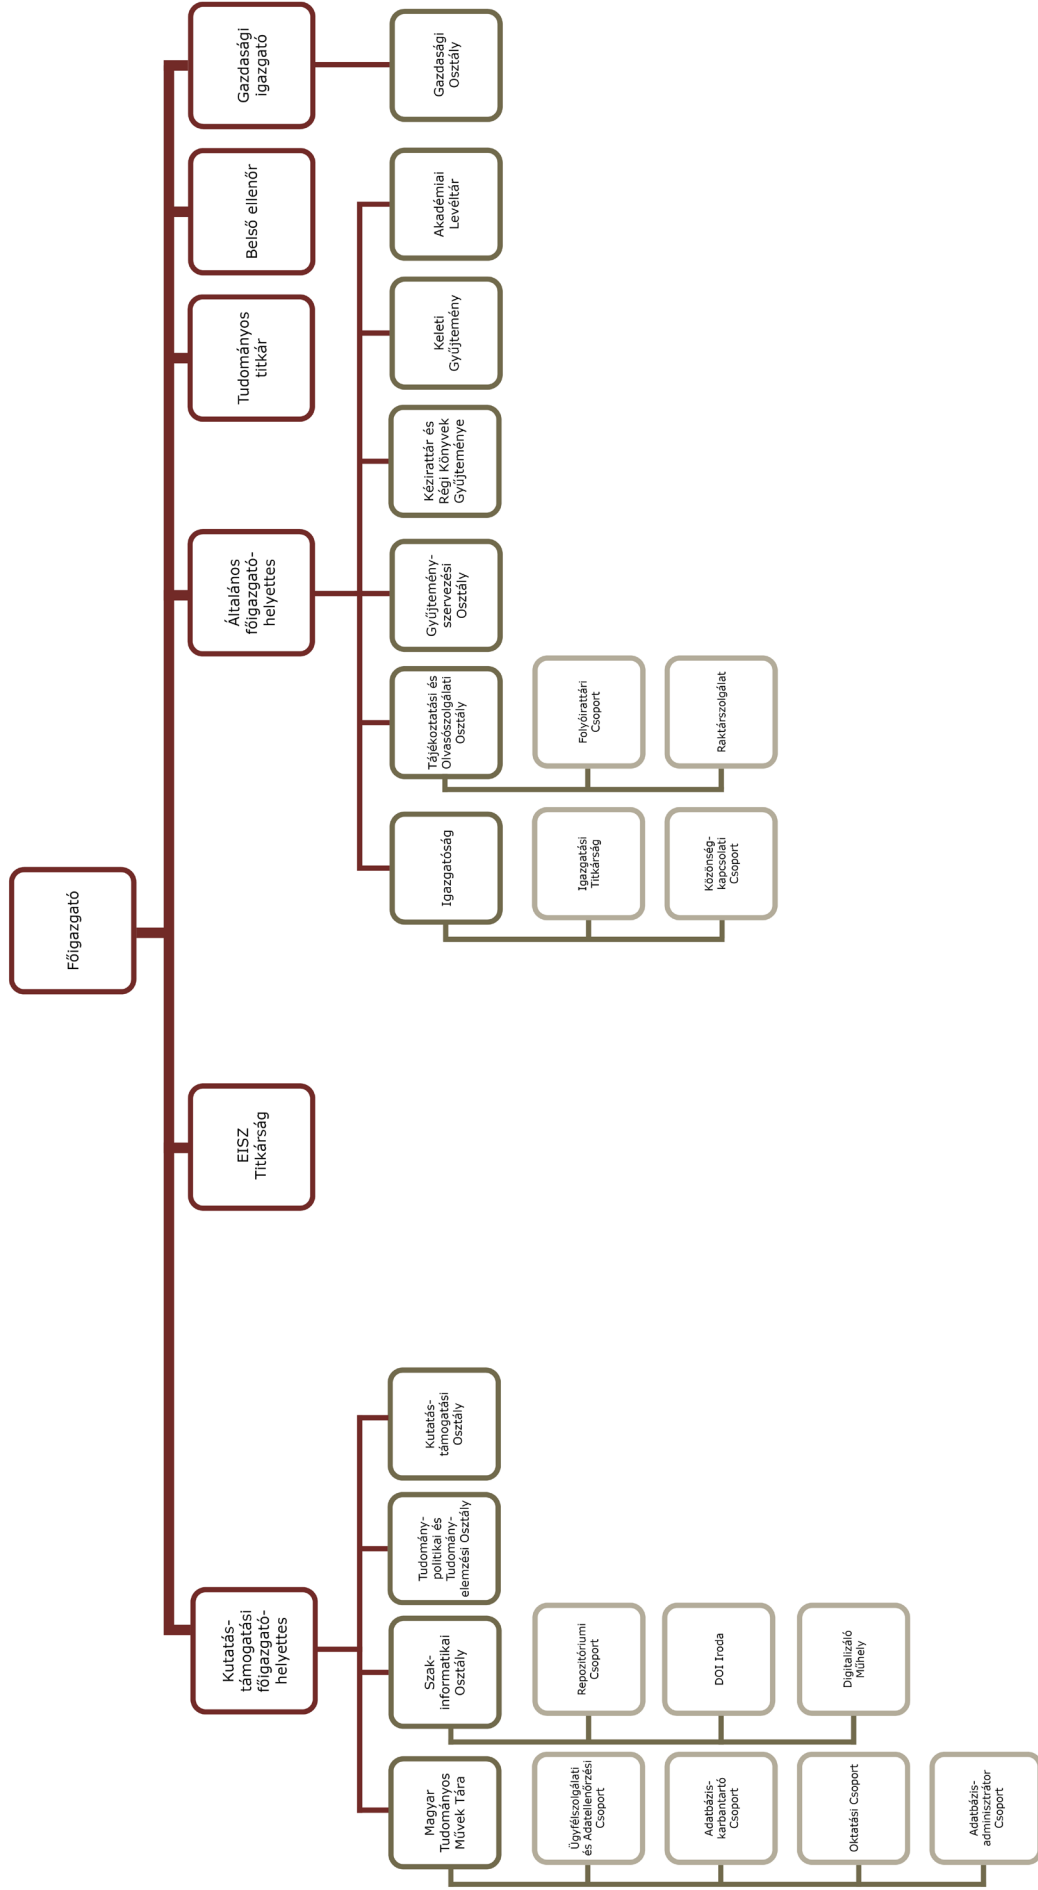 Főigazgató
Kutatás-
támogatási
főigazgató-
helyettes
EISZ
Titkárság
Általános
főigazgató-
helyettes
Tudományos
titkár
Belső ellenőr
Gazdasági
igazgató
Magyar
Tudományos
Művek Tára
Szak-
informatikai
Osztály
Tudomány-
politikai és
Tudomány-
elemzési Osztály
Kutatás-
támogatási
Osztály
Igazgatóság
Tájékoztatási és
Olvasószolgálati
Osztály
Gyűjtemény-
szervezési
Osztály
Kézirattár és
Régi Könyvek
Gyűjteménye
Keleti
Gyűjtemény
Akadémiai
Levéltár
Gazdasági
Osztály
Ügyfélszolgálati
és Adatellenőrzési
Csoport
Repozitóriumi
Csoport
Igazgatási
Titkárság
Folyóirattári
Csoport
Adatbázis-
karbantartó
Csoport
DOI Iroda
Közönség-
kapcsolati
Csoport
Raktárszolgálat
Oktatási Csoport
Digitalizáló
Műhely
Adatbázis-
adminisztrátor
Csoport